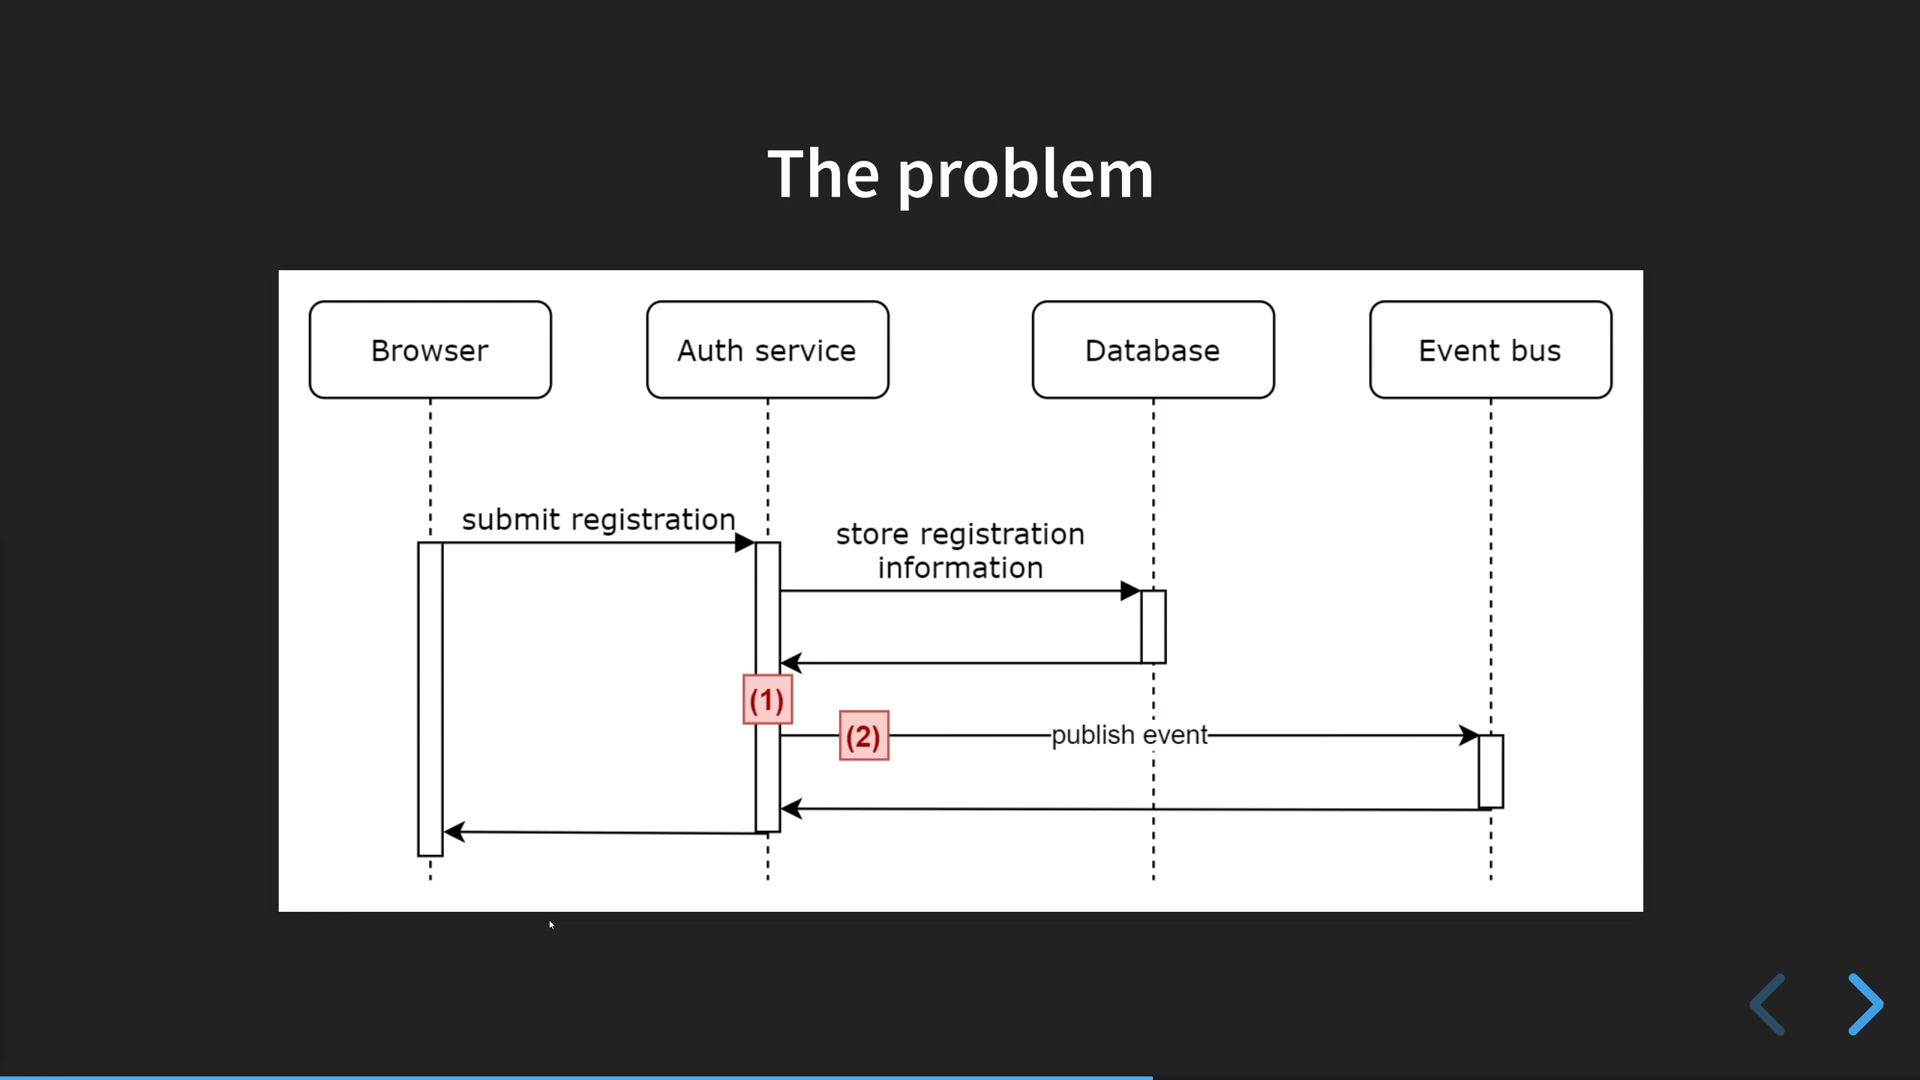 The problem
Browser
Auth service
Database
Event bus
submit registration
store registration
information
(1)
(2)
publish event